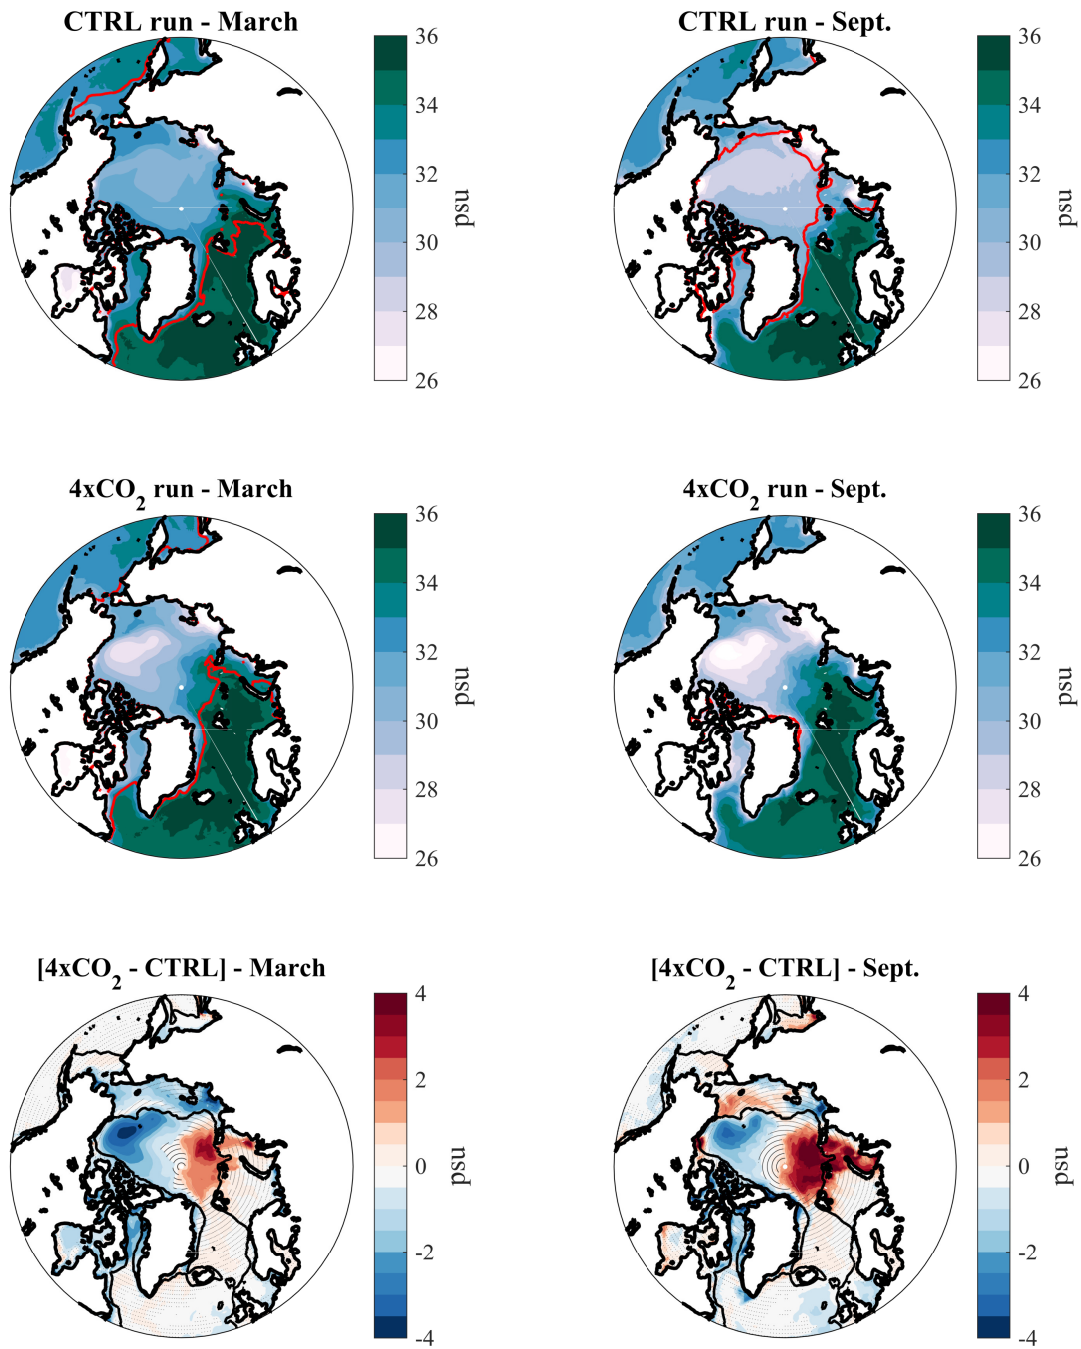 CTRL run - March
36
34
32
30
28
26
psu
CTRL run - Sept.
36
34
32
30
28
26
psu
4xCO2 run - March
36
34
32
30
28
26
psu
4xCO2 run - Sept.
36
34
32
30
28
26
psu
[4xCO2 - CTRL] - March
4
2
0
-2
-4
psu
[4xCO2 - CTRL] - Sept.
4
2
0
-2
-4
psu